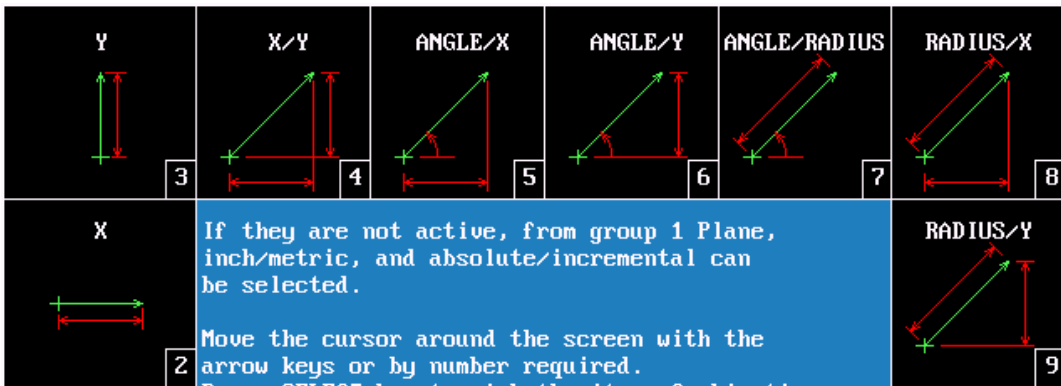 Y
X/Y
ANGLE/X
ANGLE/Y
ANGLE/RADIUS
RADIUS/X
3
4
5
6
7
8
X
If they are not active, from group 1 Plane,
inch/metric, and absolute/incremental can
be selected.
Move the cursor around the screen with the
arrow keys or by number required.
RADIUS/Y
2
9